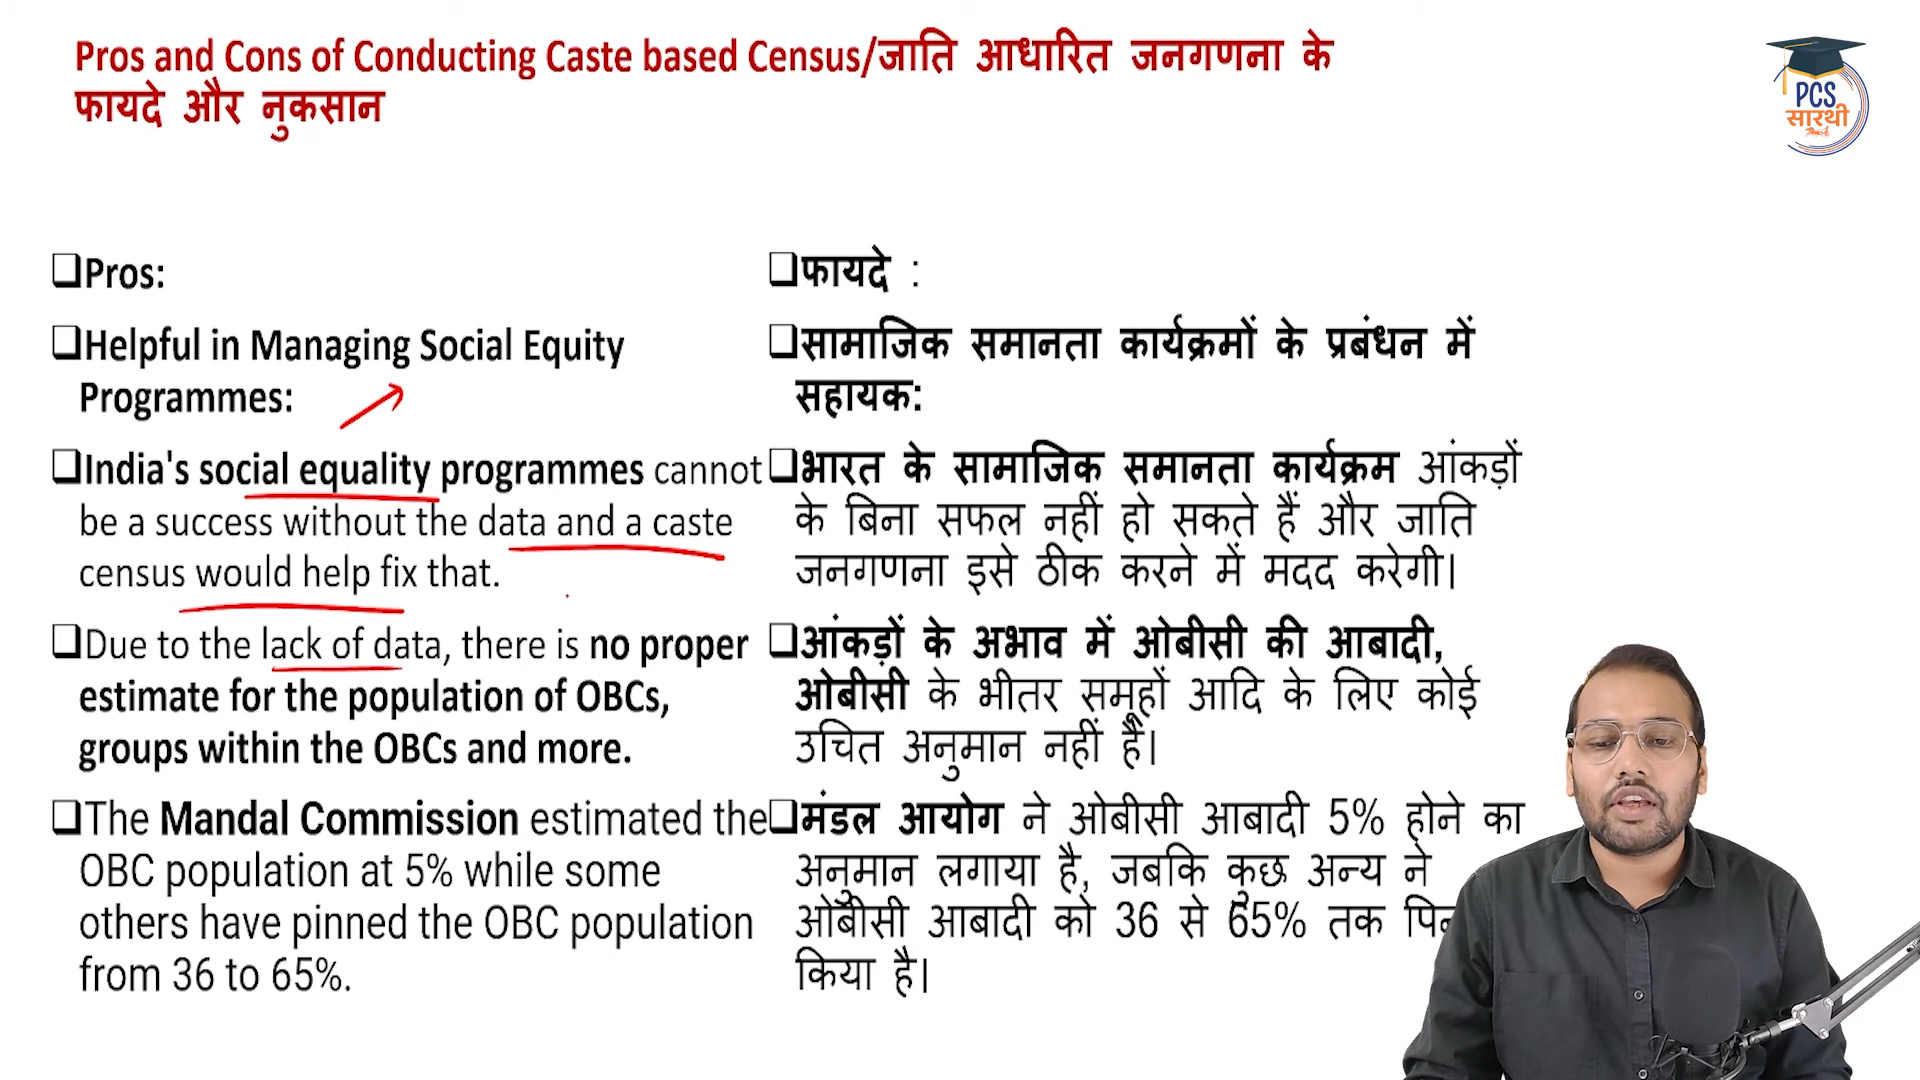 Pros and Cons of Conducting Caste based Census/जाति आधारित जनगणना के
फायदे और नुकसान
PCS
सारथी
❑Pros:
❑Helpful in Managing Social Equity
Programmes:
❑India's social equality programmes cannot
be a success without the data and a caste
census would help fix that.
❑Due to the lack of data, there is no proper
estimate for the population of OBCs,
groups within the OBCs and more.
❑The Mandal Commission estimated the
OBC population at 5% while some
others have pinned the OBC population
from 36 to 65%.
❑फायदे :
❑सामाजिक समानता कार्यक्रमों के प्रबंधन में
सहायक:
❑भारत के सामाजिक समानता कार्यक्रम आंकड़ों
के बिना सफल नहीं हो सकते हैं और जाति
जनगणना इसे ठीक करने में मदद करेगी।
❑आंकड़ों के अभाव में ओबीसी की आबादी,
ओबीसी के भीतर समूहों आदि के लिए कोई
उचित अनुमान नहीं है।
❑मंडल आयोग ने ओबीसी आबादी 5% होने का
अनुमान लगाया है, जबकि कुछ अन्य ने
ओबीसी आबादी को 36 से 65% तक
किया है।